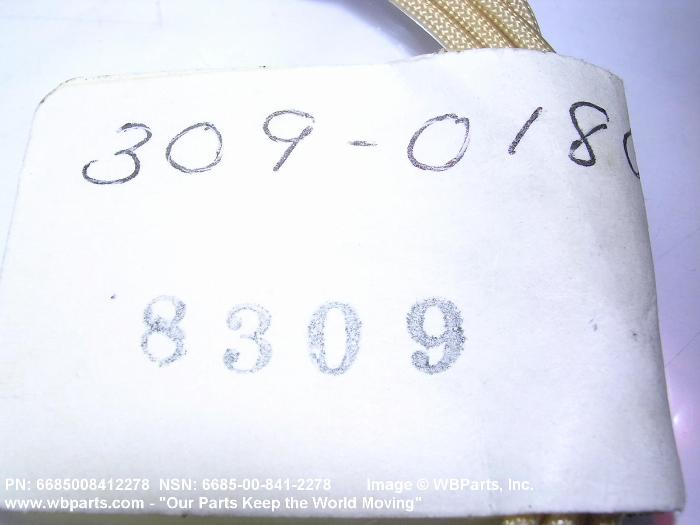 309-0180
8309
PN: 6685008412278 NSN: 6685-00-841-2278 Image © WBParts, Inc.
www.wbparts.com - "Our Parts Keep the World Moving"